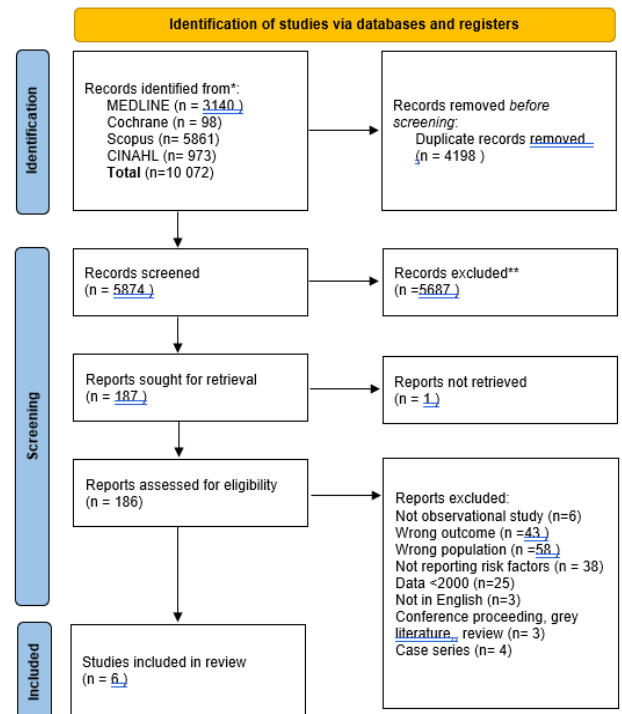 Identification of studies via databases and registers
Identification
Records identified from*:
MEDLINE (n = 3140 )
Cochrane (n = 98)
Scopus (n= 5861)
CINAHL (n= 973)
Total (n=10 072)
Records removed before
screening:
Duplicate records removed
(n = 4198 )
Screening
Records screened
(n = 5874 )
Records excluded**
(n =5687 )
Reports sought for retrieval
(n = 187 )
Reports not retrieved
(n = 1 )
Reports assessed for eligibility
(n = 186)
Reports excluded:
Not observational study (n=6)
Wrong outcome (n =43 )
Wrong population (n =58 )
Not reporting risk factors (n = 38)
Data <2000 (n=25)
Not in English (n=3)
Conference proceeding, grey
literature,, review (n= 3)
Case series (n= 4)
Included
Studies included in review
(n = 6 )